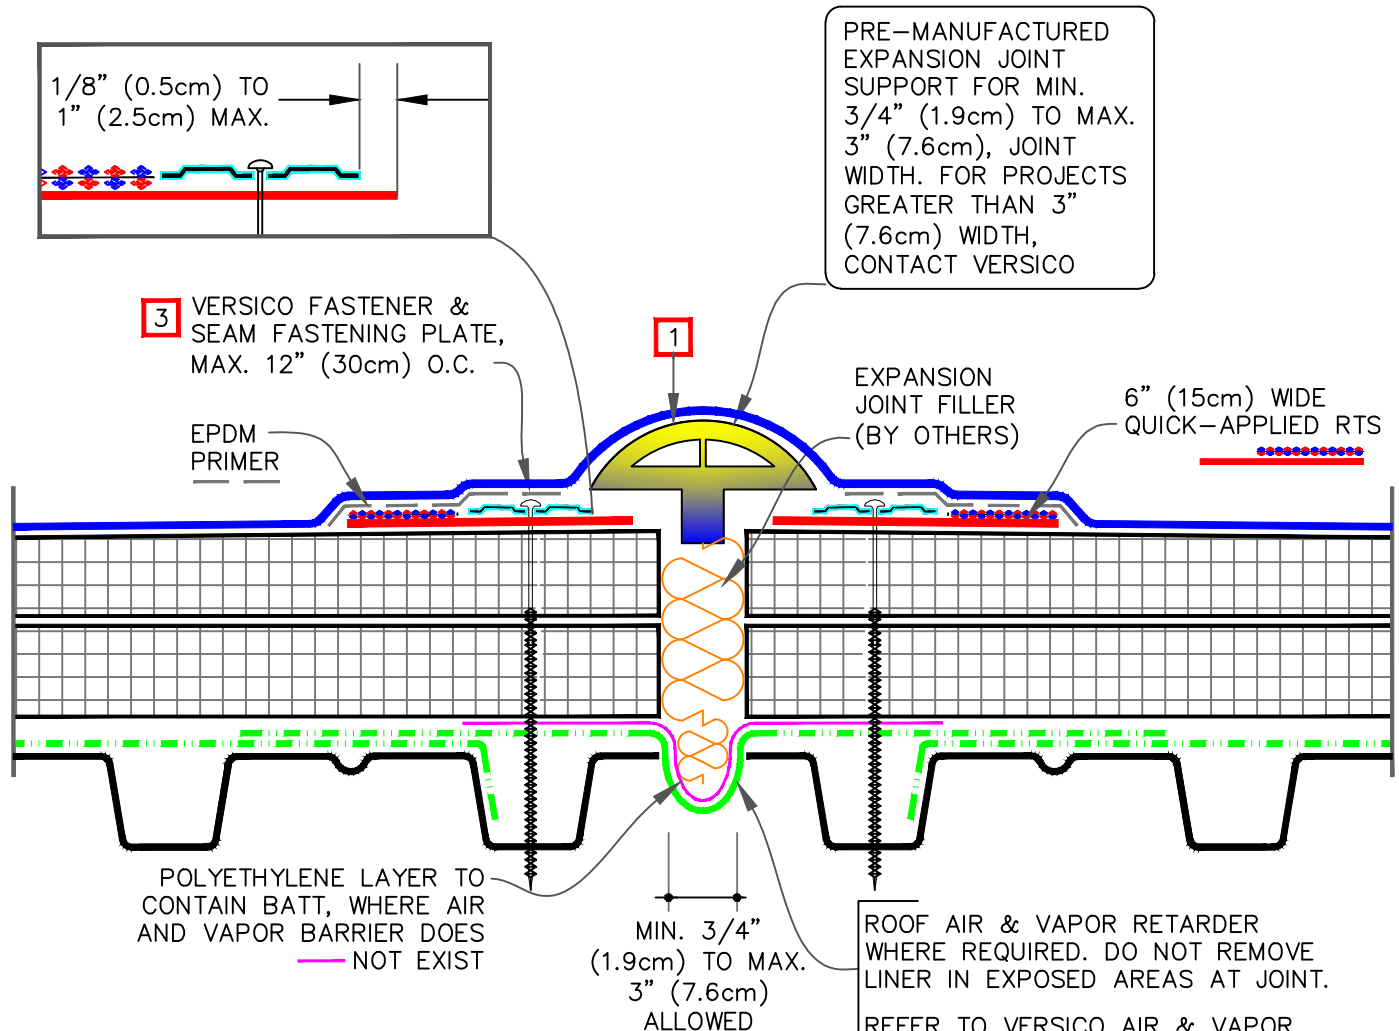 1/8” (0.5cm) TO
1” (2.5cm) MAX.
PRE–MANUFACTURED
EXPANSION JOINT
SUPPORT FOR MIN.
3/4” (1.9cm) TO MAX.
3” (7.6cm), JOINT
WIDTH. FOR PROJECTS
GREATER THAN 3”
(7.6cm) WIDTH,
CONTACT VERSICO
3
VERSICO FASTENER &
SEAM FASTENING PLATE,
MAX. 12” (30cm) O.C.
1
EPDM
PRIMER
EXPANSION
JOINT FILLER
(BY OTHERS)
6” (15cm) WIDE
QUICK–APPLIED RTS
POLYETHYLENE LAYER TO
CONTAIN BATT, WHERE AIR
AND VAPOR BARRIER DOES
NOT EXIST
MIN. 3/4”
(1.9cm) TO MAX.
3” (7.6cm)
ALLOWED
ROOF AIR & VAPOR RETARDER
WHERE REQUIRED. DO NOT REMOVE
LINER IN EXPOSED AREAS AT JOINT.
REFER TO VERSICO AIR & VAPOR